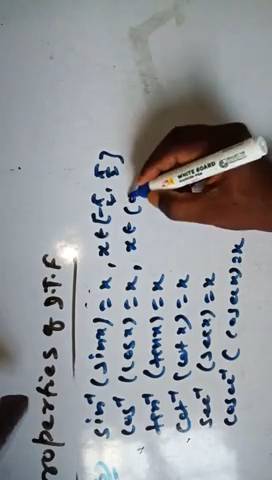 roperties of I.T.F
sin⁻¹ (sinx) = x, x ∈ [-π/2, π/2]
cos⁻¹ (cosx) = x, x ∈ [
tan⁻¹ (tanx) = x
cot⁻¹ (cotx) = x
sec⁻¹ (secx) = x
cosec⁻¹ (cosecx) = x
WHITE BOARD